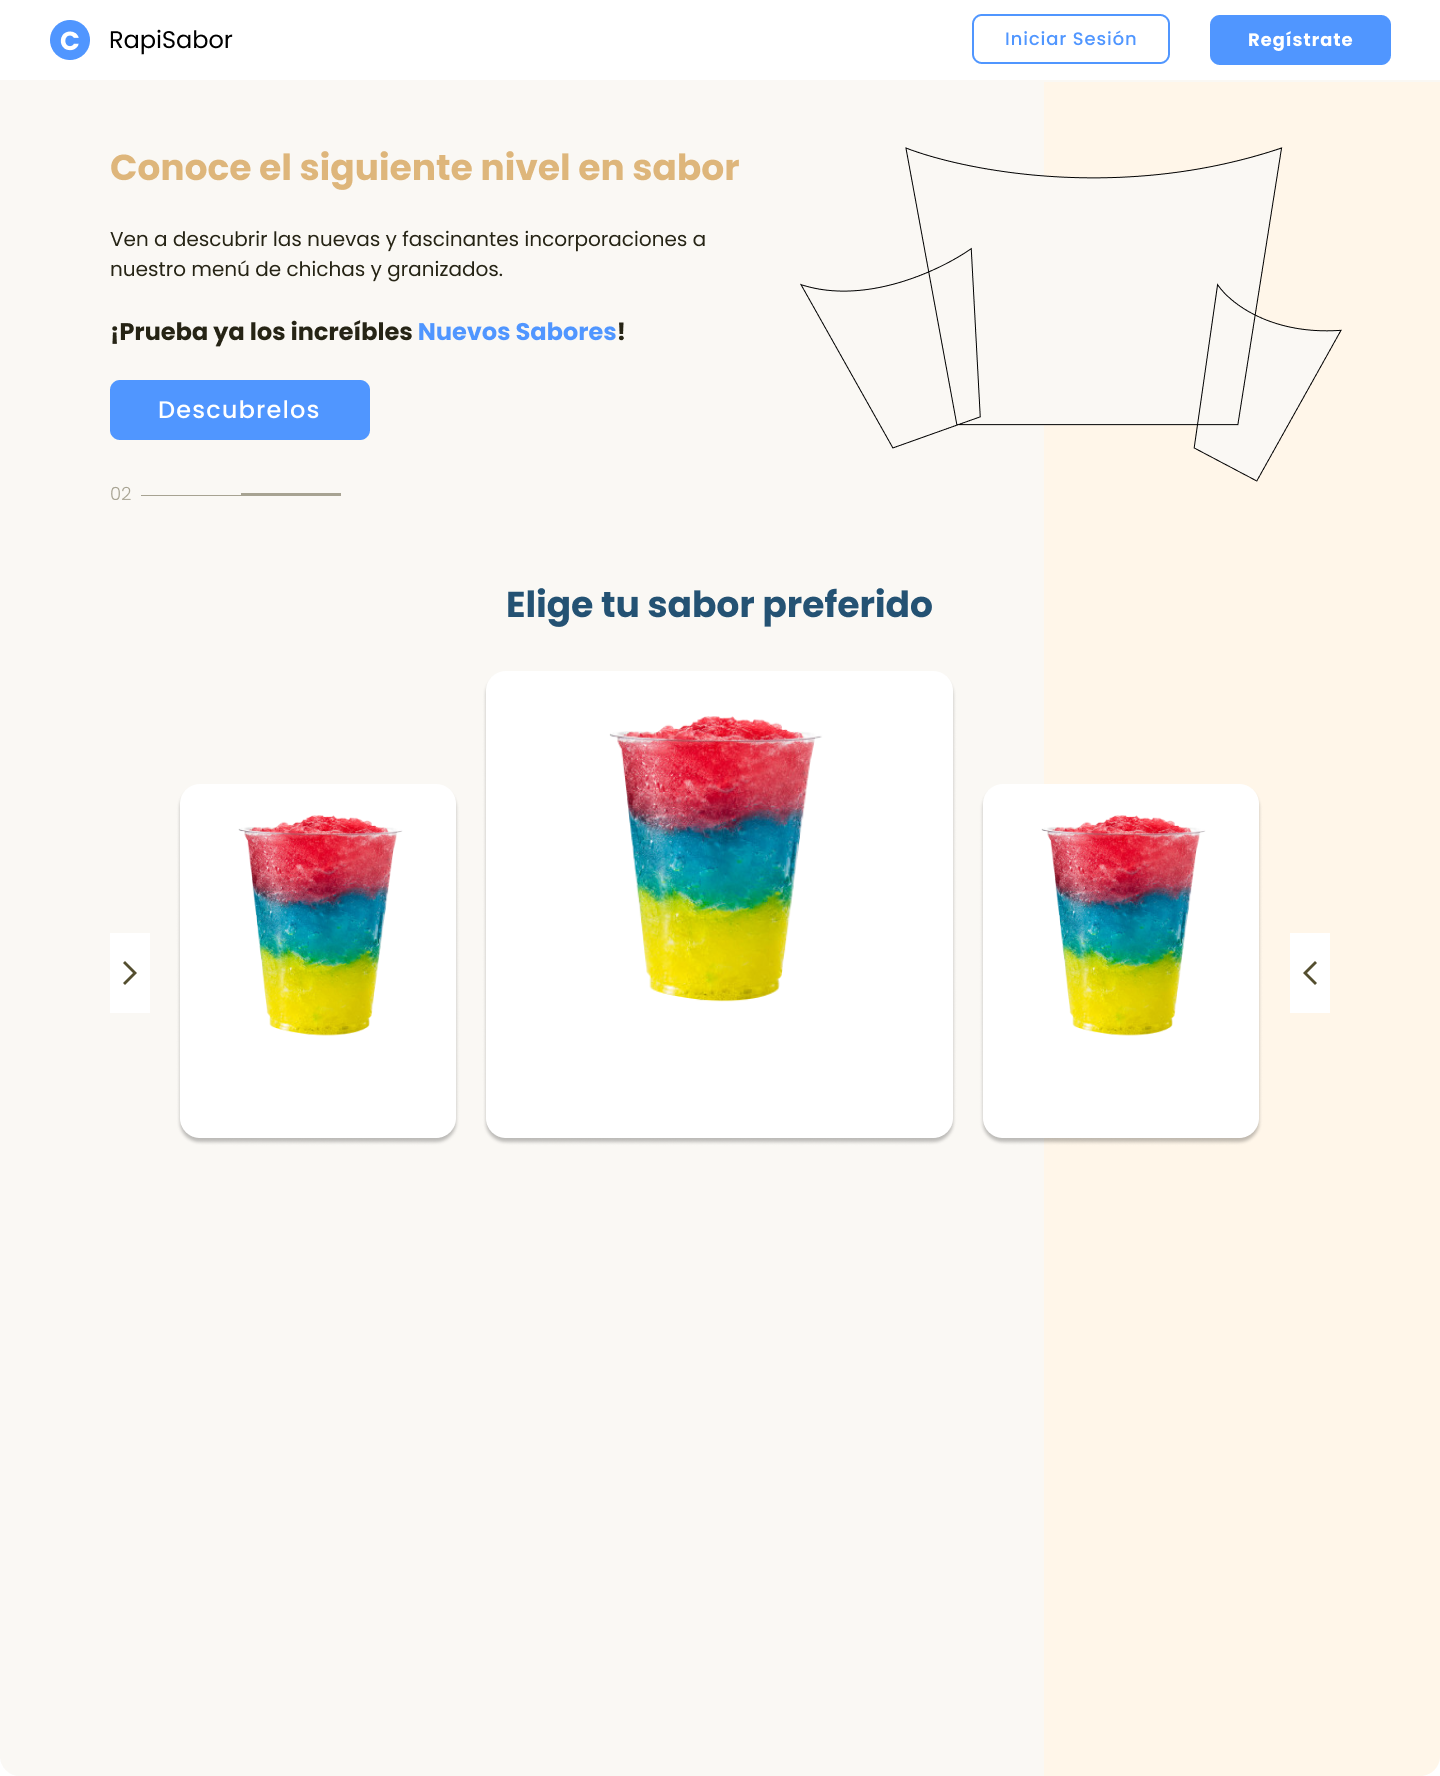 C RapiSabor
Iniciar Sesión
Regístrate
Conoce el siguiente nivel en sabor
Ven a descubrir las nuevas y fascinantes incorporaciones a
nuestro menú de chichas y granizados.
¡Prueba ya los increíbles Nuevos Sabores!
Descubrelos
02
Elige tu sabor preferido